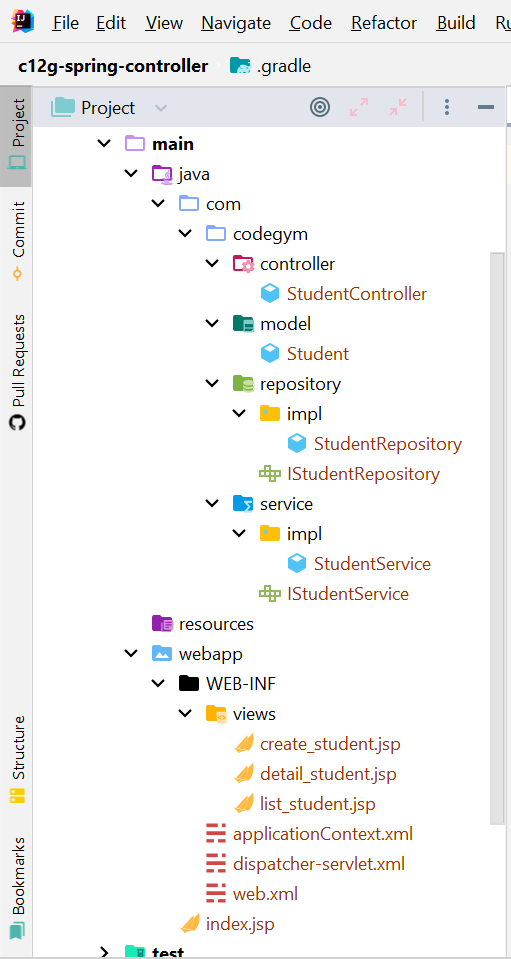 File Edit View Navigate Code Refactor Build
c12g-spring-controller .gradle
Project
Project
Commit
Pull Requests
Structure
Bookmarks
main
java
com
codegym
controller
StudentController
model
Student
repository
impl
StudentRepository
IStudentRepository
service
impl
StudentService
IStudentService
resources
webapp
WEB-INF
views
create_student.jsp
detail_student.jsp
list_student.jsp
applicationContext.xml
dispatcher-servlet.xml
web.xml
index.jsp
test